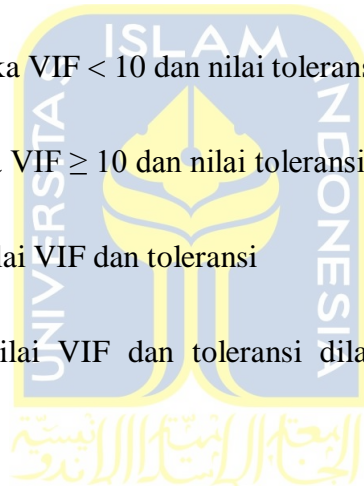 ISLAM
UNIVERSITAS
INDONESIA
ka VIF < 10 dan nilai tolerans
VIF ≥ 10 dan nilai toleransi
lai VIF dan toleransi
ilai VIF dan toleransi dila